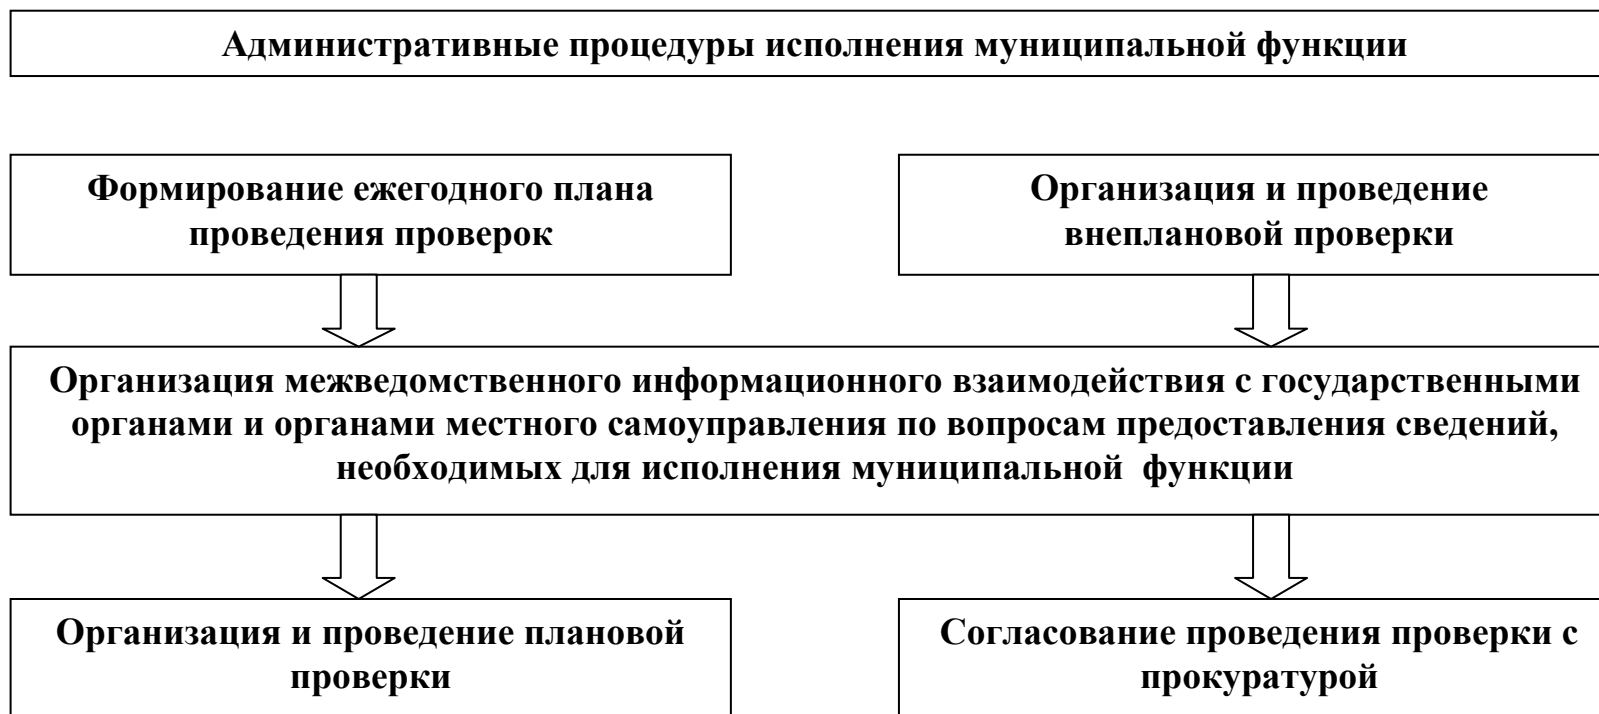 Административные процедуры исполнения муниципальной функции
Формирование ежегодного плана
проведения проверок
Организация и проведение
внеплановой проверки
Организация межведомственного информационного взаимодействия с государственными
органами и органами местного самоуправления по вопросам предоставления сведений,
необходимых для исполнения муниципальной функции
Организация и проведение плановой
проверки
Согласование проведения проверки с
прокуратурой